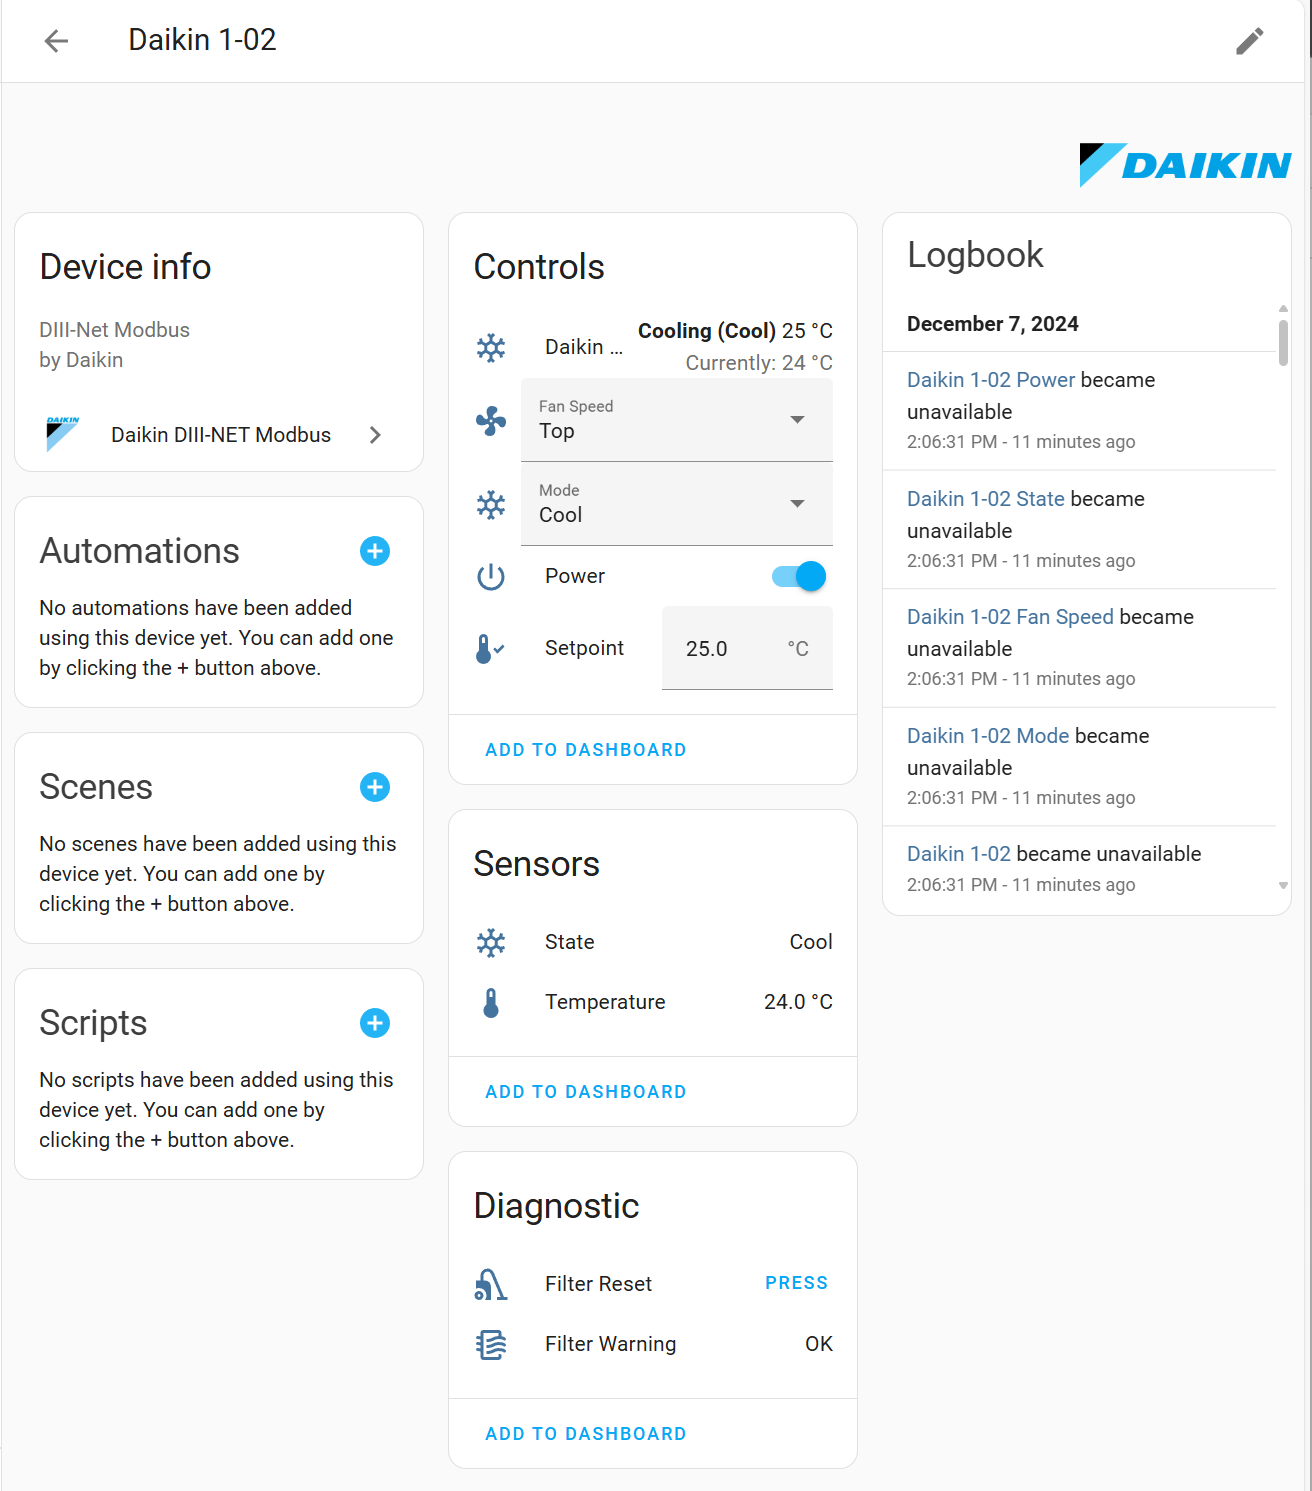 Daikin 1-02
DAIKIN
Device info
DIII-Net Modbus
by Daikin
DAIKIN
Daikin DIII-NET Modbus
Automations
No automations have been added
using this device yet. You can add one
by clicking the + button above.
Scenes
No scenes have been added using this
device yet. You can add one by
clicking the + button above.
Scripts
No scripts have been added using this
device yet. You can add one by
clicking the + button above.
Controls
Daikin ... Cooling (Cool) 25 °C
Currently: 24 °C
Fan Speed
Top
Mode
Cool
Power
Setpoint 25.0 °C
ADD TO DASHBOARD
Sensors
State Cool
Temperature 24.0 °C
ADD TO DASHBOARD
Diagnostic
Filter Reset PRESS
Filter Warning OK
ADD TO DASHBOARD
Logbook
December 7, 2024
Daikin 1-02 Power became
unavailable
2:06:31 PM - 11 minutes ago
Daikin 1-02 State became
unavailable
2:06:31 PM - 11 minutes ago
Daikin 1-02 Fan Speed became
unavailable
2:06:31 PM - 11 minutes ago
Daikin 1-02 Mode became
unavailable
2:06:31 PM - 11 minutes ago
Daikin 1-02 became unavailable
2:06:31 PM - 11 minutes ago